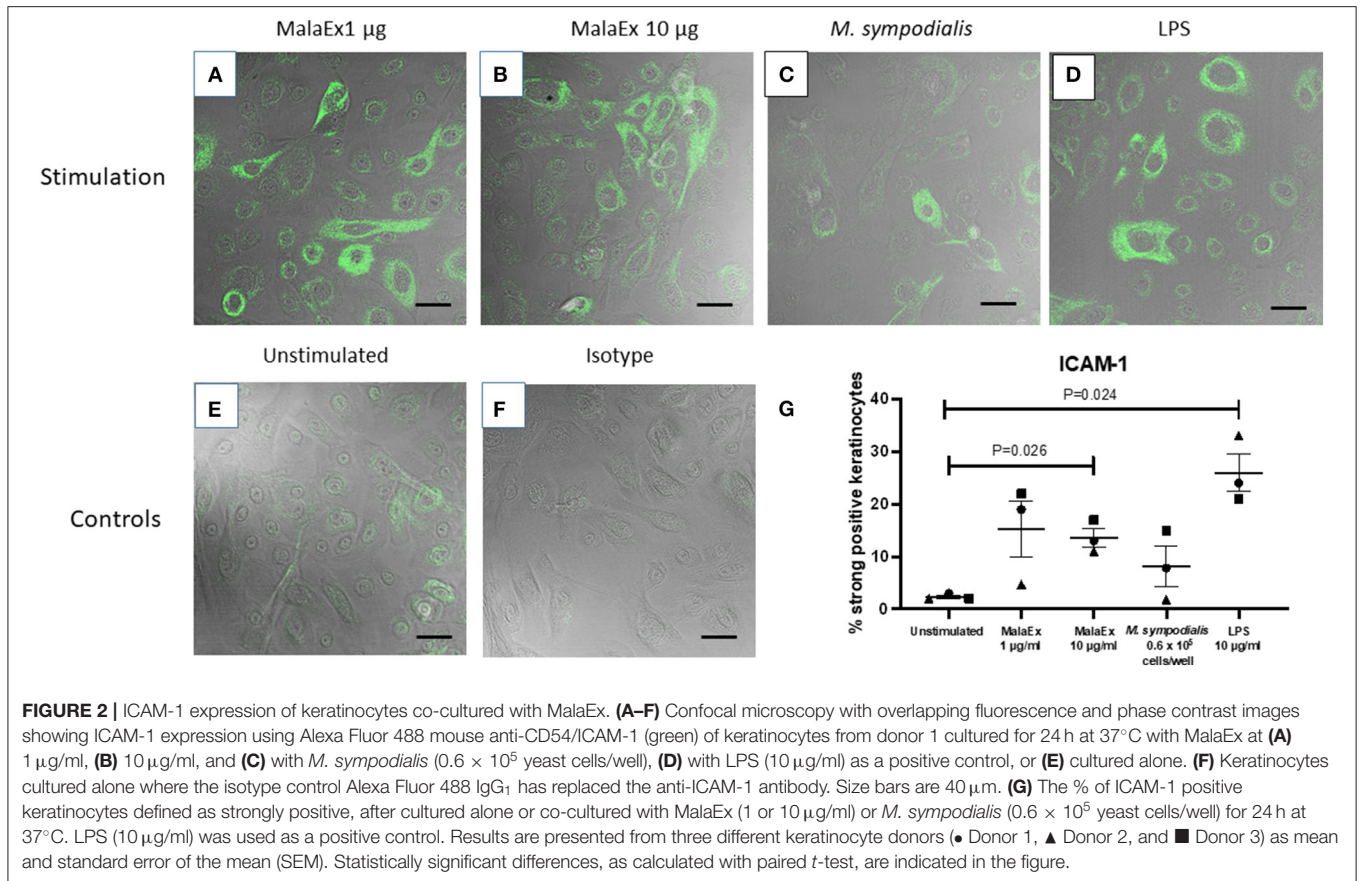 MalaEx1 µg
MalaEx 10 µg
M. sympodialis
LPS
Stimulation
A
B
C
D
Unstimulated
Isotype
Controls
E
F
G
ICAM-1
% strong positive keratinocytes
40
30
20
10
0
P=0.024
P=0.026
Unstimulated
MalaEx
1 µg/ml
MalaEx
10 µg/ml
M. sympodialis
0.6 x 10⁵
cells/well
LPS
10 µg/ml
FIGURE 2 | ICAM-1 expression of keratinocytes co-cultured with MalaEx. (A–F) Confocal microscopy with overlapping fluorescence and phase contrast images
showing ICAM-1 expression using Alexa Fluor 488 mouse anti-CD54/ICAM-1 (green) of keratinocytes from donor 1 cultured for 24 h at 37°C with MalaEx at (A)
1 µg/ml, (B) 10 µg/ml, and (C) with M. sympodialis (0.6 × 10⁵ yeast cells/well), (D) with LPS (10 µg/ml) as a positive control, or (E) cultured alone. (F) Keratinocytes
cultured alone where the isotype control Alexa Fluor 488 IgG₁ has replaced the anti-ICAM-1 antibody. Size bars are 40 µm. (G) The % of ICAM-1 positive
keratinocytes defined as strongly positive, after cultured alone or co-cultured with MalaEx (1 or 10 µg/ml) or M. sympodialis (0.6 × 10⁵ yeast cells/well) for 24 h at
37°C. LPS (10 µg/ml) was used as a positive control. Results are presented from three different keratinocyte donors (● Donor 1, ▲ Donor 2, and ■ Donor 3) as mean
and standard error of the mean (SEM). Statistically significant differences, as calculated with paired t-test, are indicated in the figure.